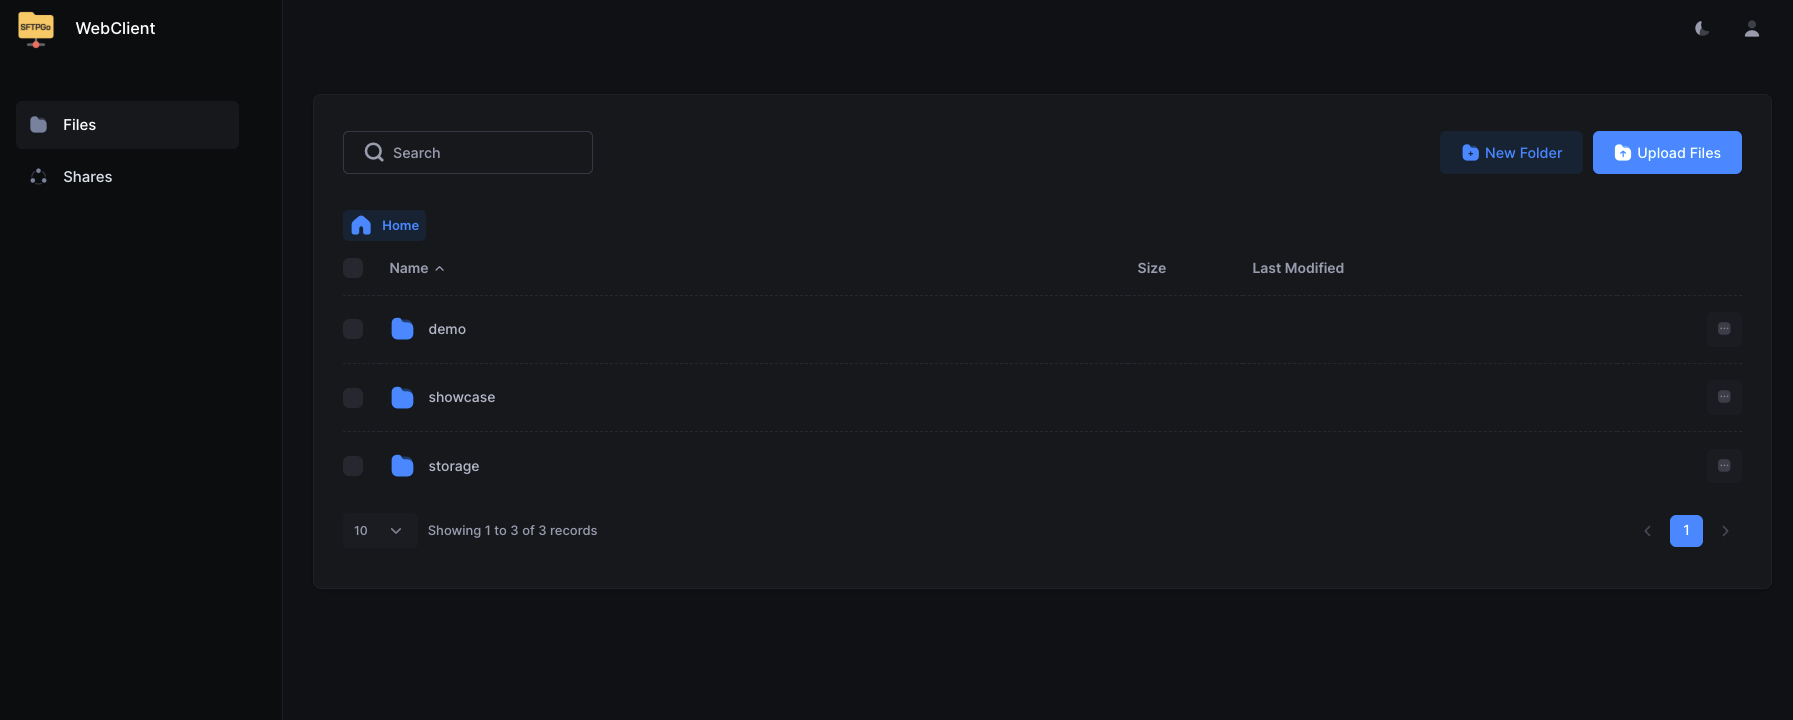 SFTPGo
WebClient
Files
Shares
Search
New Folder
Upload Files
Home
Name Size Last Modified
demo
showcase
storage
10 Showing 1 to 3 of 3 records
1